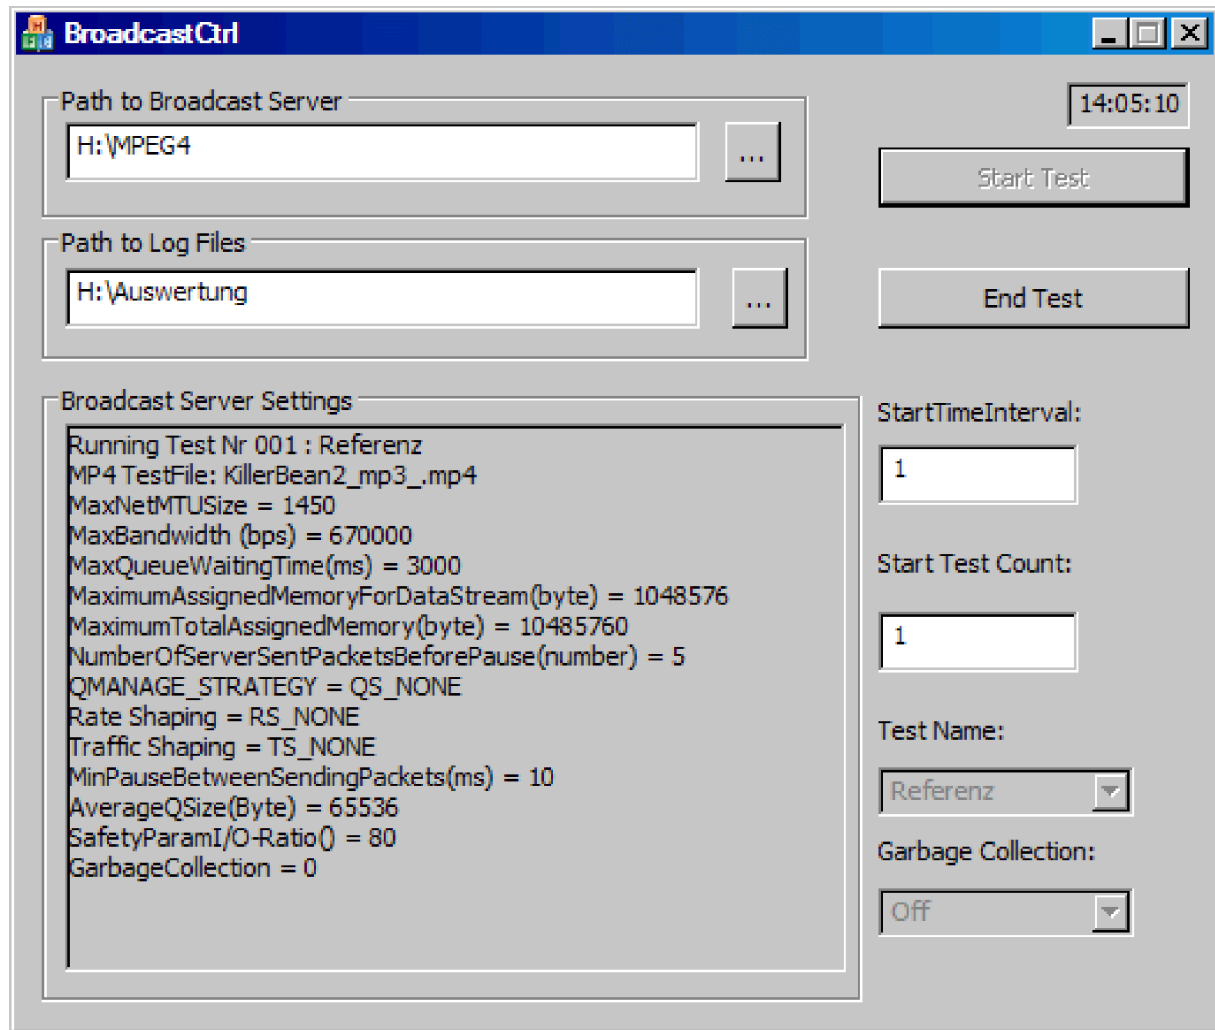 BroadcastCtrl
Path to Broadcast Server
14:05:10
H:\MPEG4
...
Start Test
Path to Log Files
H:\Auswertung
...
End Test
Broadcast Server Settings
Running Test Nr 001 : Referenz
MP4 TestFile: KillerBean2_mp3_.mp4
MaxNetMTUSize = 1450
MaxBandwidth (bps) = 670000
MaxQueueWaitingTime(ms) = 3000
MaximumAssignedMemoryForDataStream(byte) = 1048576
MaximumTotalAssignedMemory(byte) = 10485760
NumberOfServerSentPacketsBeforePause(number) = 5
QMANAGE_STRATEGY = QS_NONE
Rate Shaping = RS_NONE
Traffic Shaping = TS_NONE
MinPauseBetweenSendingPackets(ms) = 10
AverageQSize(Byte) = 65536
SafetyParamI/O-Ratio() = 80
GarbageCollection = 0
StartTimeInterval:
1
Start Test Count:
1
Test Name:
Referenz
Garbage Collection:
Off